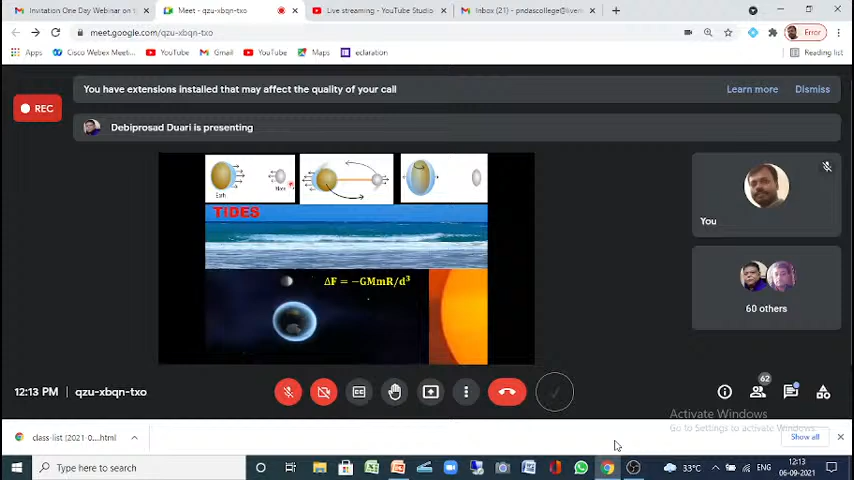 Invitation One Day Webinar on t
Meet - qzu-xbqn-txo
Live streaming - YouTube Studio
Inbox (21) - pndascollege@liver
meet.google.com/qzu-xbqn-txo
Error
Cisco Webex Meet...
YouTube
Gmail
YouTube
Maps
eclaration
Reading list
You have extensions installed that may affect the quality of your call
Learn more
Dismiss
REC
Debiprosad Duari is presenting
Earth
Moon
TIDES
ΔF = −GMmR/d³
You
60 others
12:13 PM
qzu-xbqn-txo
62
Activate Windows
Go to Settings to activate Windows.
class-list [2021-0....html
Show all
Type here to search
33°C
ENG
12:13
06-09-2021